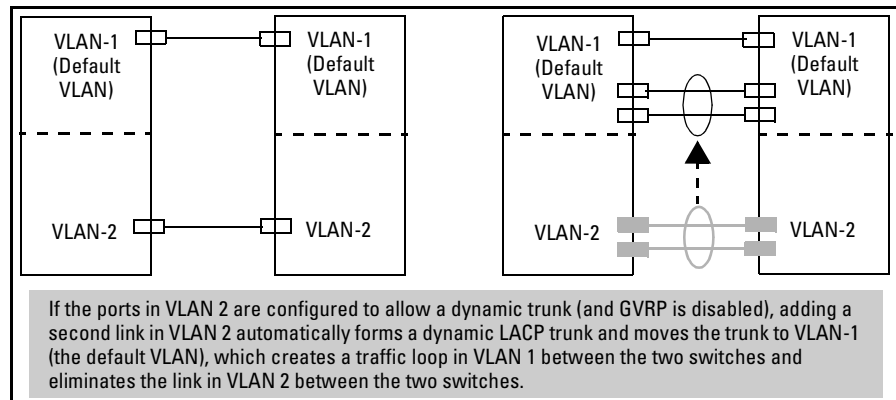 VLAN-1
(Default
VLAN)
VLAN-1
(Default
VLAN)
VLAN-2
VLAN-2
VLAN-1
(Default
VLAN)
VLAN-1
(Default
VLAN)
VLAN-2
VLAN-2
If the ports in VLAN 2 are configured to allow a dynamic trunk (and GVRP is disabled), adding a
second link in VLAN 2 automatically forms a dynamic LACP trunk and moves the trunk to VLAN-1
(the default VLAN), which creates a traffic loop in VLAN 1 between the two switches and
eliminates the link in VLAN 2 between the two switches.